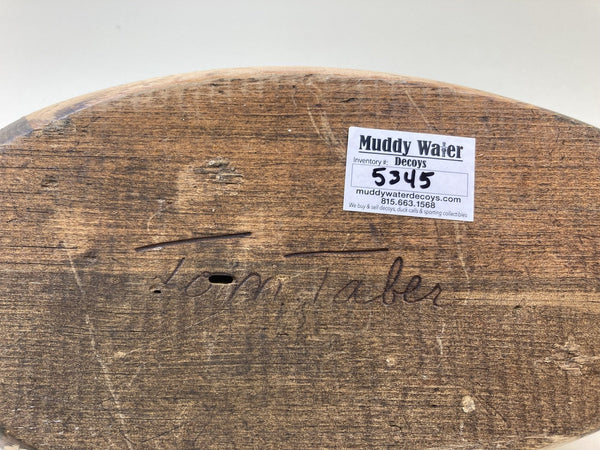 Muddy Water
Inventory #: Decoys
5345
muddywaterdecoys.com
815.663.1568
We buy & sell decoys, duck calls & sporting collectibles
Tom Taber